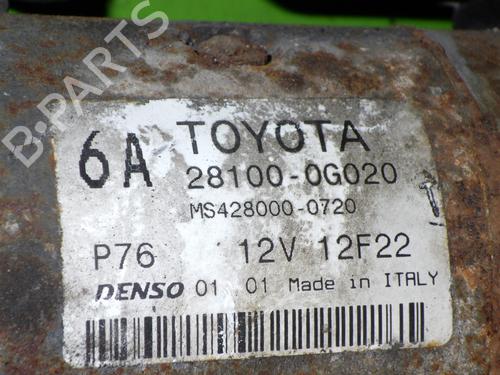 B-PARTS
6A TOYOTA
28100-0G020
MS428000-0720
P76 12V 12F22
DENSO 01 01 Made in ITALY